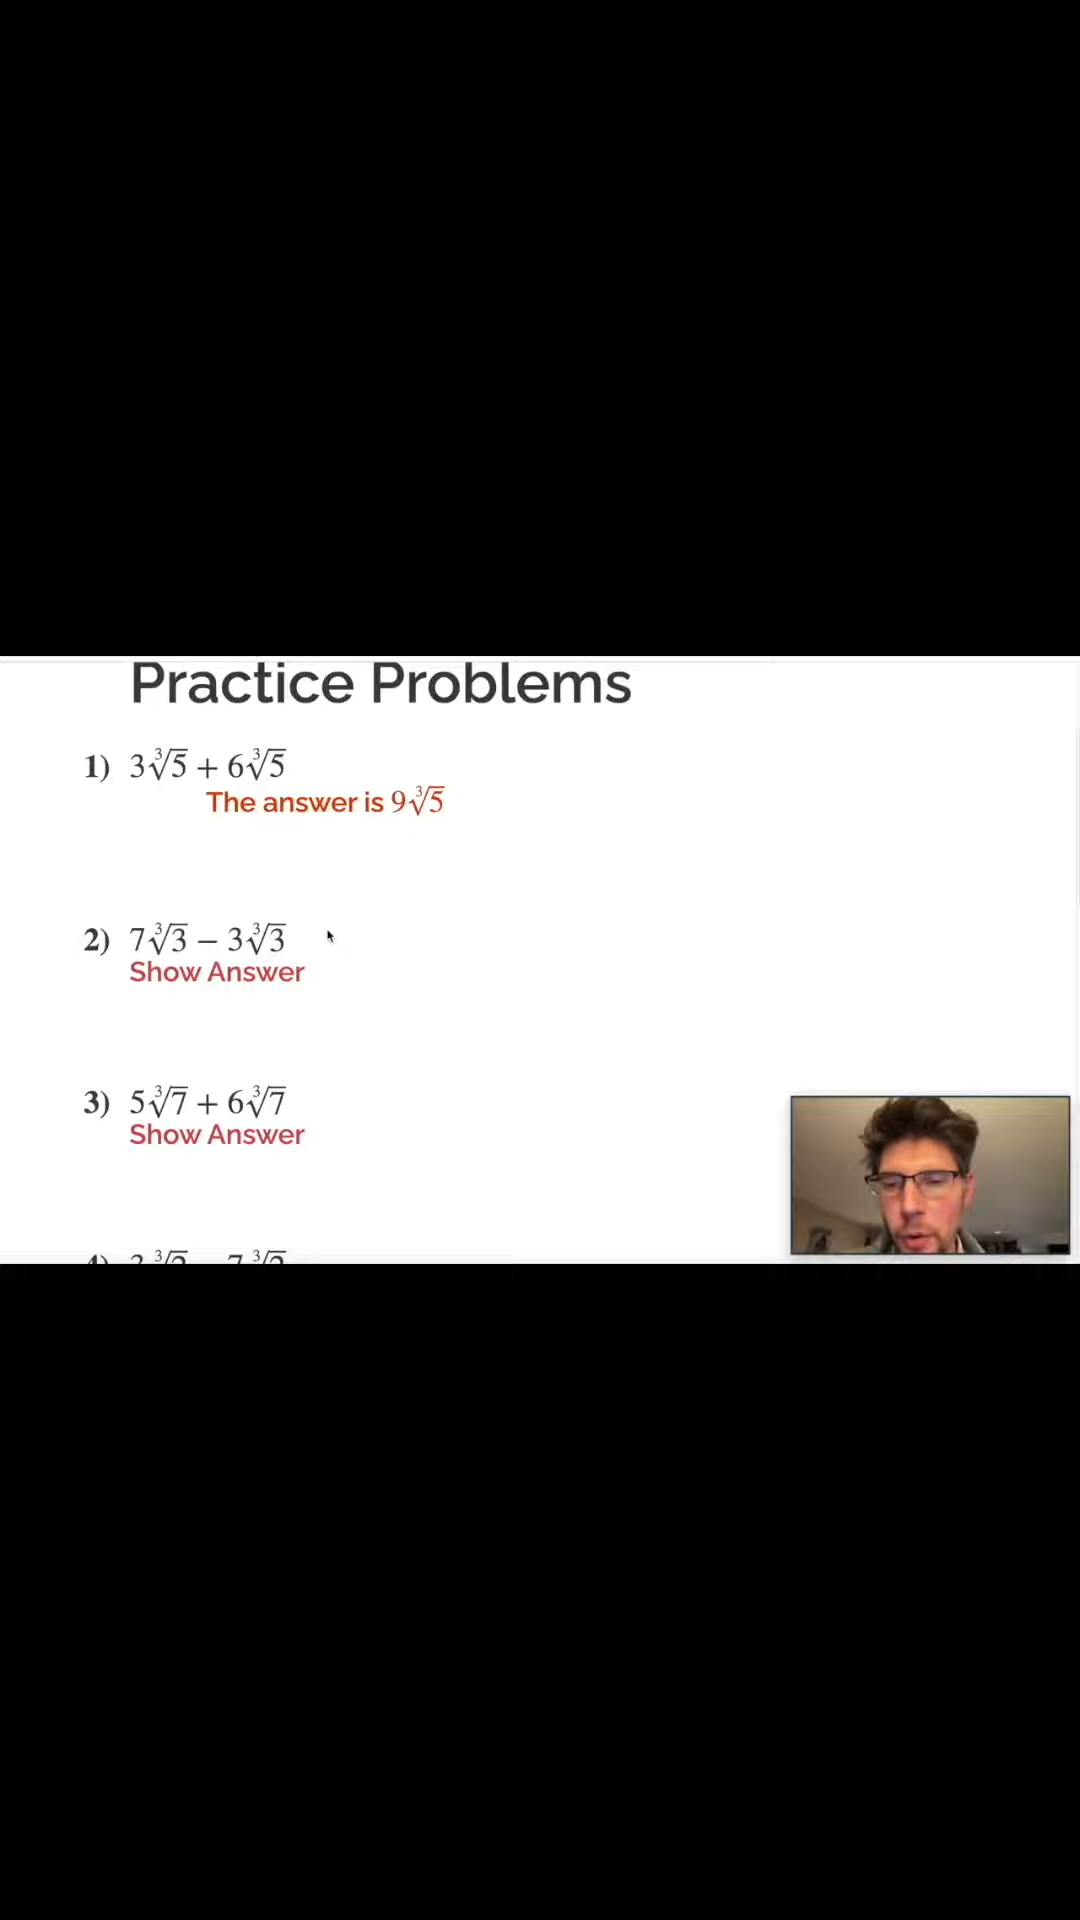 Practice Problems
1) 3∛5 + 6∛5
The answer is 9∛5
2) 7∛3 − 3∛3
Show Answer
3) 5∛7 + 6∛7
Show Answer